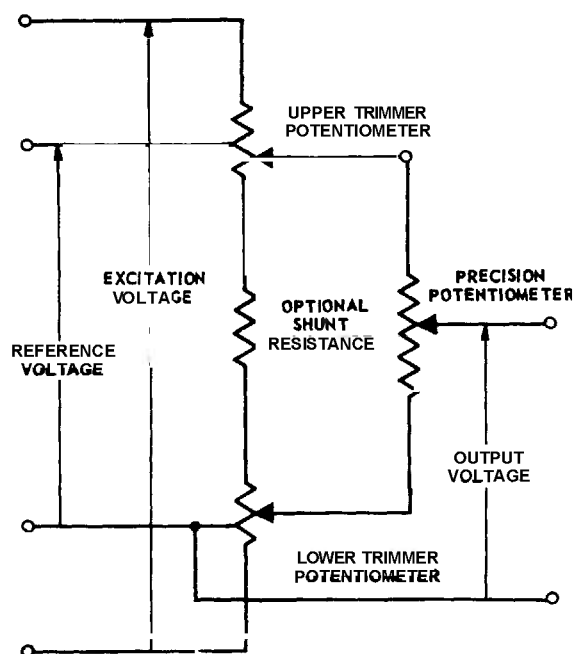 UPPER TRIMMER
POTENTIOMETER
EXCITATION
VOLTAGE
PRECISION
POTENTIOMETER
OPTIONAL
SHUNT
RESISTANCE
REFERENCE
VOLTAGE
OUTPUT
VOLTAGE
LOWER TRIMMER
POTENTIOMETER